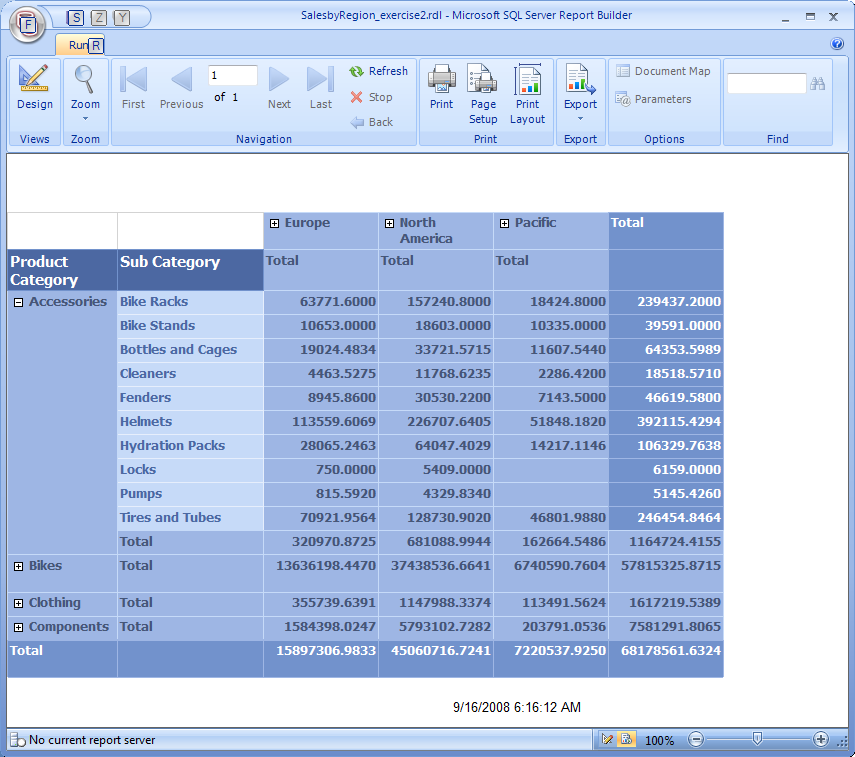 SalesbyRegion_exercise2.rdl - Microsoft SQL Server Report Builder
F S Z Y
Run R
Design Zoom First Previous 1 of 1 Next Last Refresh Stop Back Print Page Setup Print Layout Export Document Map Parameters
Views Zoom Navigation Print Export Options Find
Europe North America Pacific Total
Product Category Sub Category Total Total Total
Accessories Bike Racks 63771.6000 157240.8000 18424.8000 239437.2000
Bike Stands 10653.0000 18603.0000 10335.0000 39591.0000
Bottles and Cages 19024.4834 33721.5715 11607.5440 64353.5989
Cleaners 4463.5275 11768.6235 2286.4200 18518.5710
Fenders 8945.8600 30530.2200 7143.5000 46619.5800
Helmets 113559.6069 226707.6405 51848.1820 392115.4294
Hydration Packs 28065.2463 64047.4029 14217.1146 106329.7638
Locks 750.0000 5409.0000 6159.0000
Pumps 815.5920 4329.8340 5145.4260
Tires and Tubes 70921.9564 128730.9020 46801.9880 246454.8464
Total 320970.8725 681088.9944 162664.5486 1164724.4155
Bikes Total 13636198.4470 37438536.6641 6740590.7604 57815325.8715
Clothing Total 355739.6391 1147988.3374 113491.5624 1617219.5389
Components Total 1584398.0247 5793102.7282 203791.0536 7581291.8065
Total 15897306.9833 45060716.7241 7220537.9250 68178561.6324
9/16/2008 6:16:12 AM
No current report server 100%